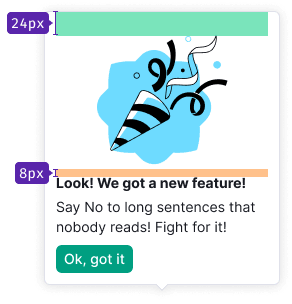 24px
8px
Look! We got a new feature!
Say No to long sentences that
nobody reads! Fight for it!
Ok, got it